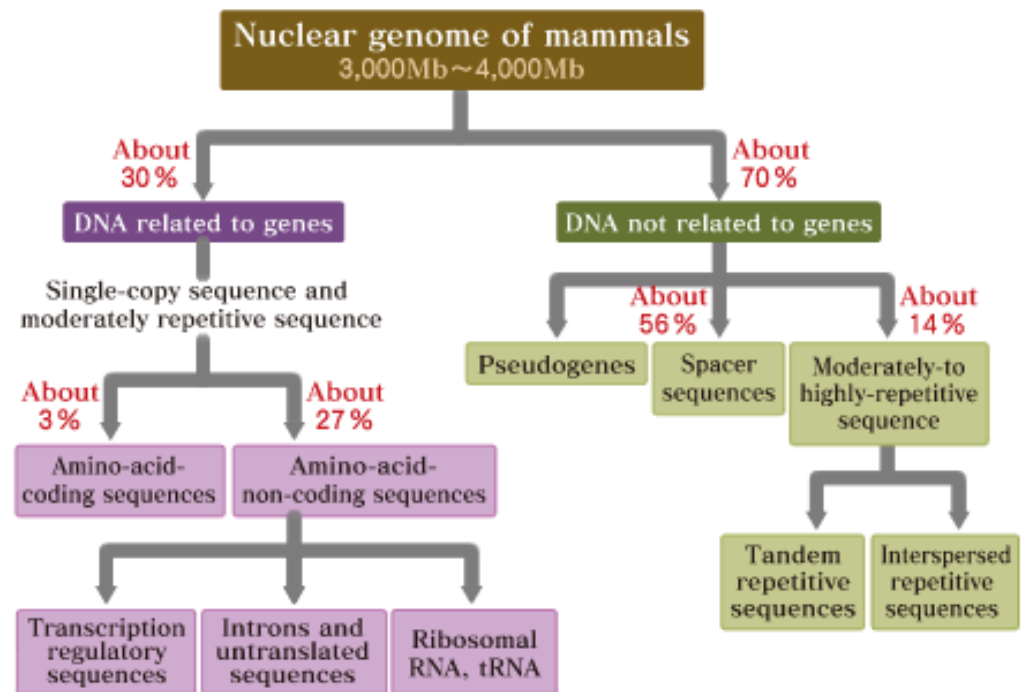 Nuclear genome of mammals
3,000Mb～4,000Mb
About
30%
About
70%
DNA related to genes
DNA not related to genes
Single-copy sequence and
moderately repetitive sequence
About
56%
About
14%
Pseudogenes
Spacer
sequences
Moderately-to
highly-repetitive
sequence
About
3%
About
27%
Amino-acid-
coding sequences
Amino-acid-
non-coding sequences
Tandem
repetitive
sequences
Interspersed
repetitive
sequences
Transcription
regulatory
sequences
Introns and
untranslated
sequences
Ribosomal
RNA, tRNA